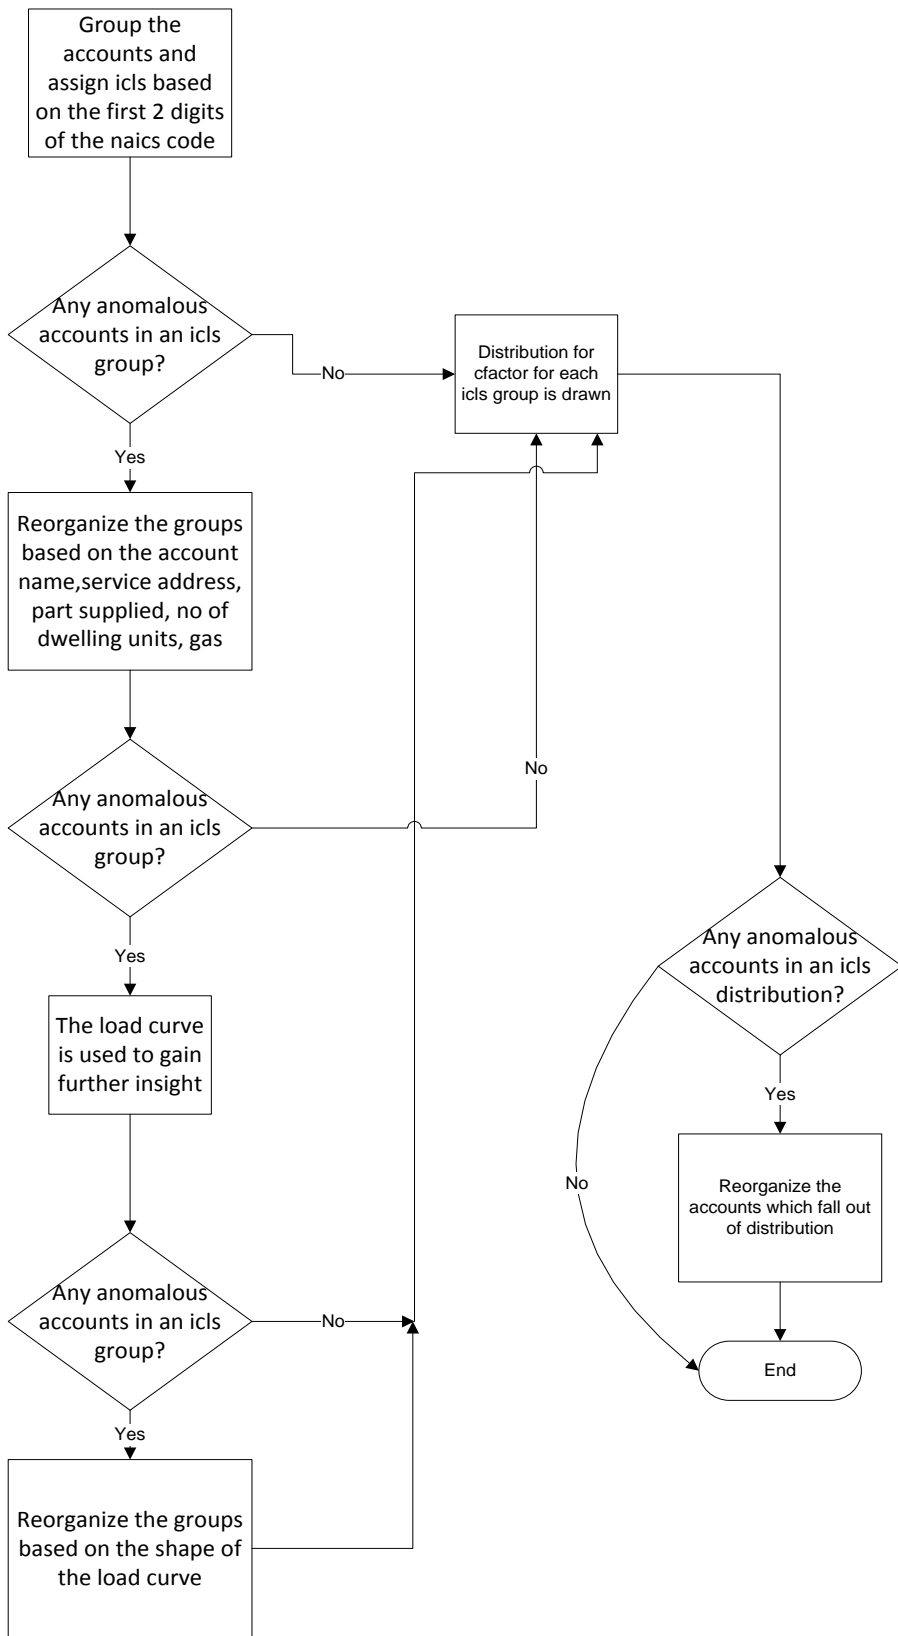 Group the
accounts and
assign icls based
on the first 2 digits
of the naics code
Any anomalous
accounts in an icls
group?
No
Distribution for
cfactor for each
icls group is drawn
Yes
Reorganize the groups
based on the account
name,service address,
part supplied, no of
dwelling units, gas
Any anomalous
accounts in an icls
group?
No
Yes
The load curve
is used to gain
further insight
Any anomalous
accounts in an icls
group?
No
Yes
Reorganize the groups
based on the shape of
the load curve
Any anomalous
accounts in an icls
distribution?
Yes
No
Reorganize the
accounts which fall out
of distribution
End